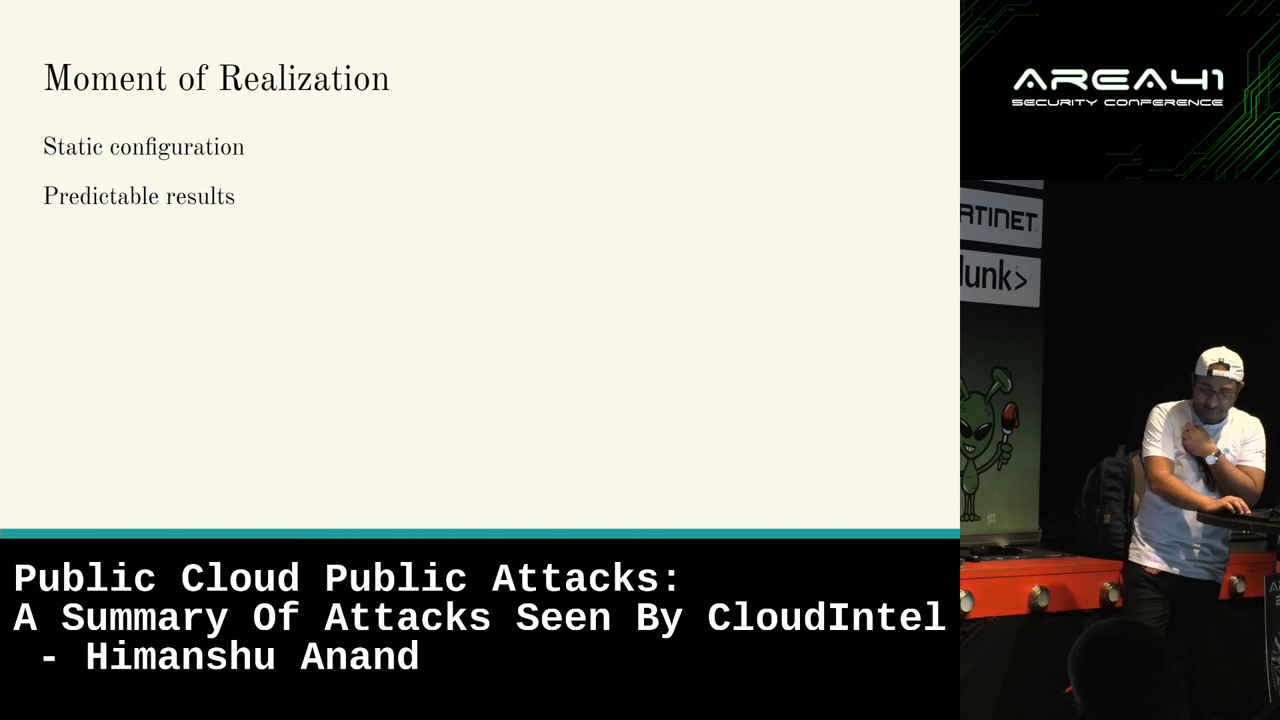 Moment of Realization
Static configuration
Predictable results
AREA41
SECURITY CONFERENCE
RTINET
lunk>
Public Cloud Public Attacks:
A Summary Of Attacks Seen By CloudIntel
- Himanshu Anand